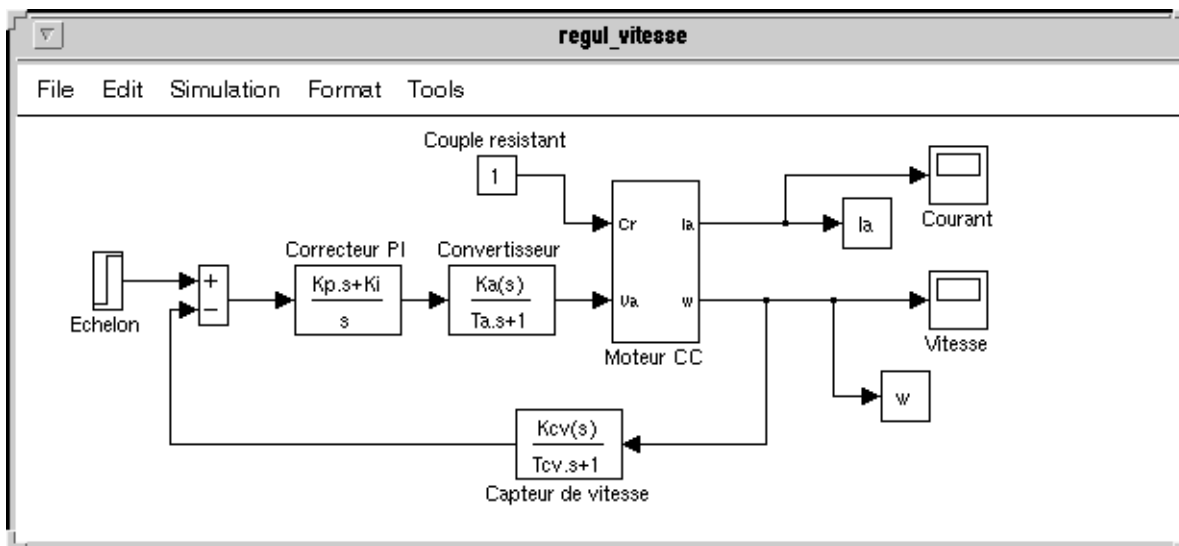 regul_vitesse
File Edit Simulation Format Tools
Couple resistant
1
Cr
Ia
Va
w
Moteur CC
Courant
Ia
Correcteur PI
Kp.s+Ki
s
Convertisseur
Ka(s)
Ta.s+1
+
−
Echelon
Vitesse
w
Kcv(s)
Tcv.s+1
Capteur de vitesse